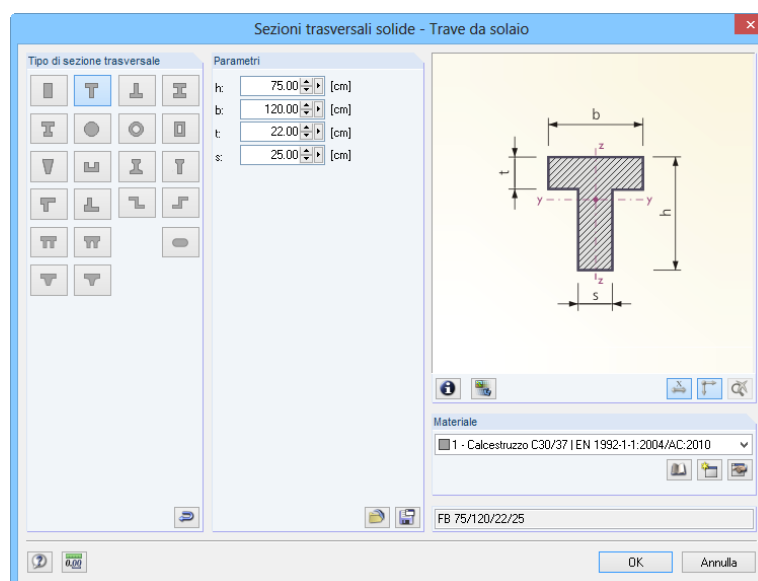 Sezioni trasversali solide - Trave da solaio
Tipo di sezione trasversale
Parametri
h: 75.00 [cm]
b: 120.00 [cm]
t: 22.00 [cm]
s: 25.00 [cm]
b
z
t
y y
h
z
s
Materiale
1 - Calcestruzzo C30/37 | EN 1992-1-1:2004/AC:2010
FB 75/120/22/25
0.00
OK Annulla